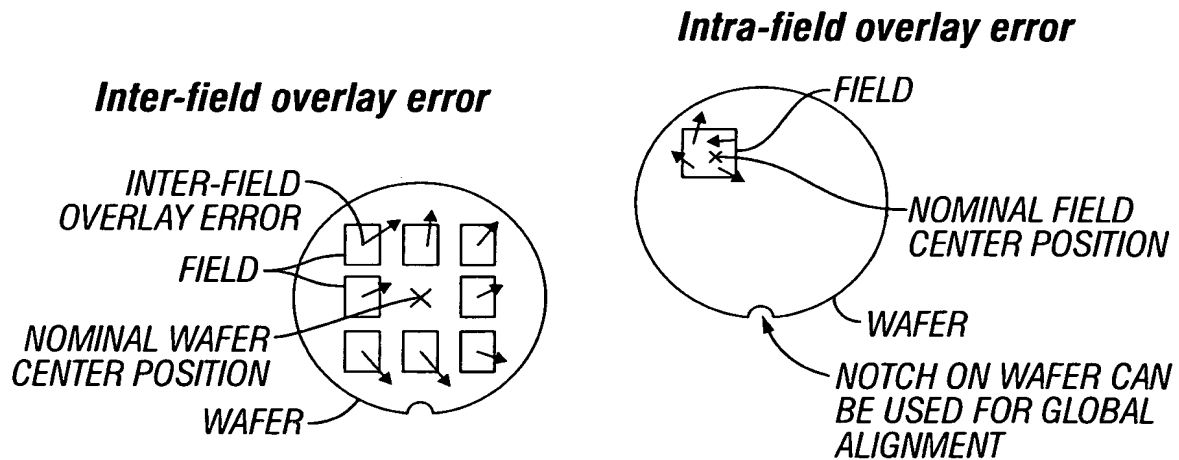 Inter-field overlay error
INTER-FIELD
OVERLAY ERROR
FIELD
NOMINAL WAFER
CENTER POSITION
WAFER
Intra-field overlay error
FIELD
NOMINAL FIELD
CENTER POSITION
WAFER
NOTCH ON WAFER CAN
BE USED FOR GLOBAL
ALIGNMENT